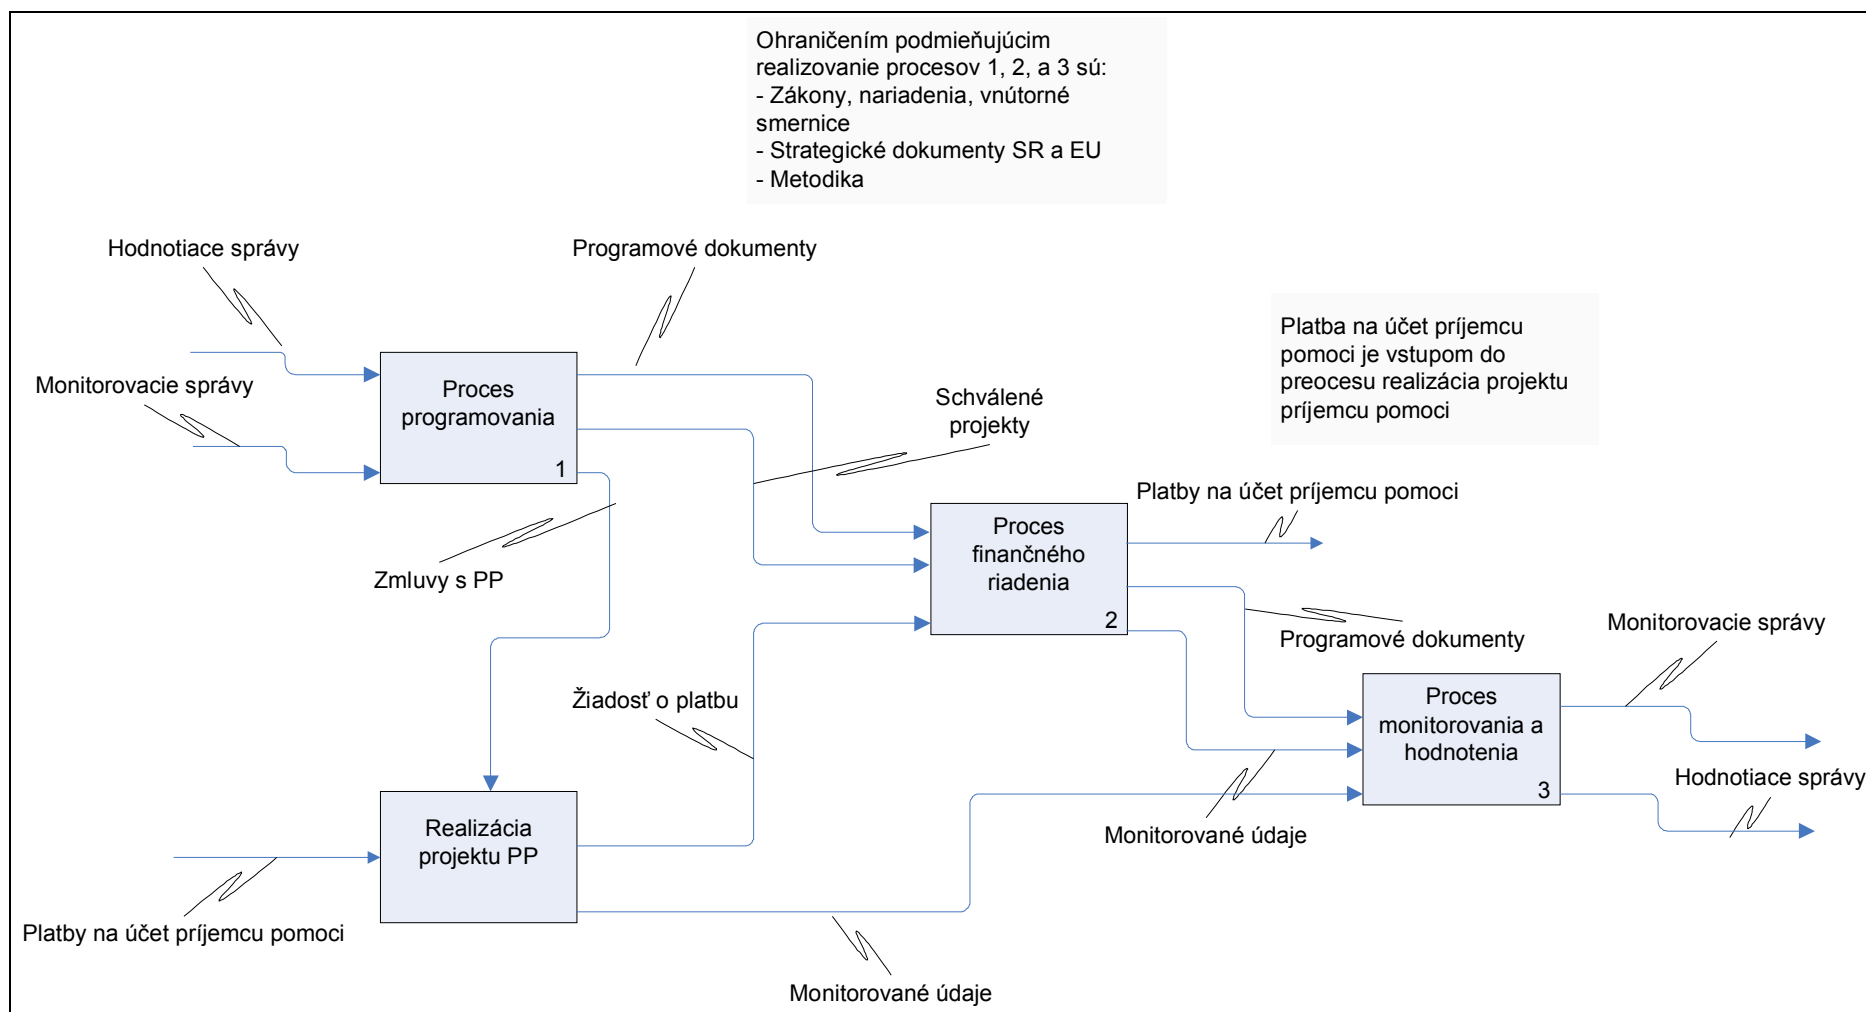 Ohraničením podmieňujúcim
realizovanie procesov 1, 2, a 3 sú:
- Zákony, nariadenia, vnútorné
smernice
- Strategické dokumenty SR a EU
- Metodika
Hodnotiace správy
Programové dokumenty
Platba na účet príjemcu
pomoci je vstupom do
preocesu realizácia projektu
príjemcu pomoci
Monitorovacie správy
Proces
programovania
1
Schválené
projekty
Platby na účet príjemcu pomoci
Proces
finančného
riadenia
2
Zmluvy s PP
Programové dokumenty
Monitorovacie správy
Žiadosť o platbu
Proces
monitorovania a
hodnotenia
3
Hodnotiace správy
Realizácia
projektu PP
Monitorované údaje
Platby na účet príjemcu pomoci
Monitorované údaje